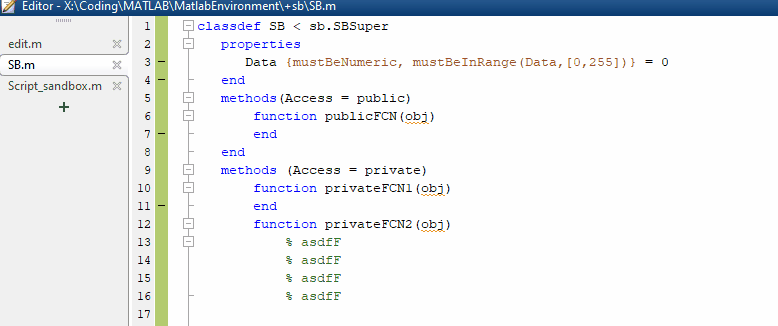 Editor - X:\Coding\MATLAB\MatlabEnvironment\+sb\SB.m
edit.m
SB.m
Script_sandbox.m
+
1 classdef SB < sb.SBSuper
2 properties
3 Data {mustBeNumeric, mustBeInRange(Data,[0,255])} = 0
4 end
5 methods(Access = public)
6 function publicFCN(obj)
7 end
8 end
9 methods (Access = private)
10 function privateFCN1(obj)
11 end
12 function privateFCN2(obj)
13 % asdfF
14 % asdfF
15 % asdfF
16 % asdfF
17